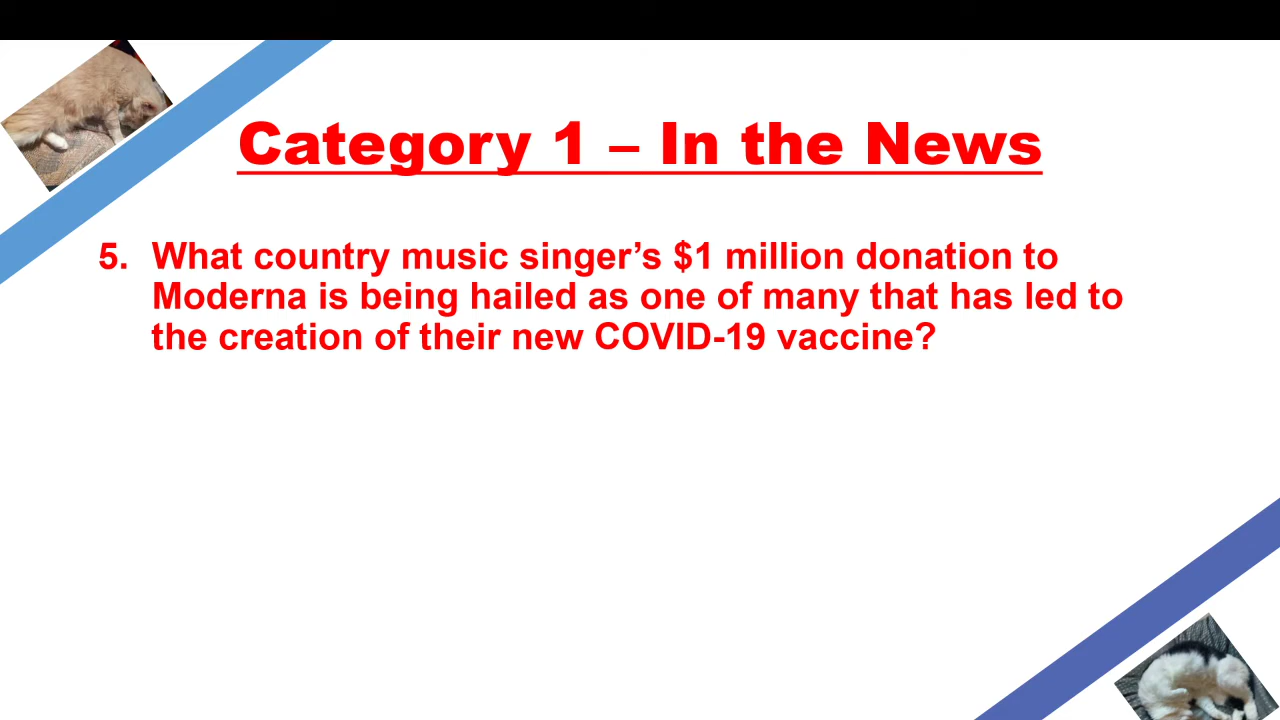 Category 1 – In the News
5. What country music singer’s $1 million donation to
Moderna is being hailed as one of many that has led to
the creation of their new COVID-19 vaccine?